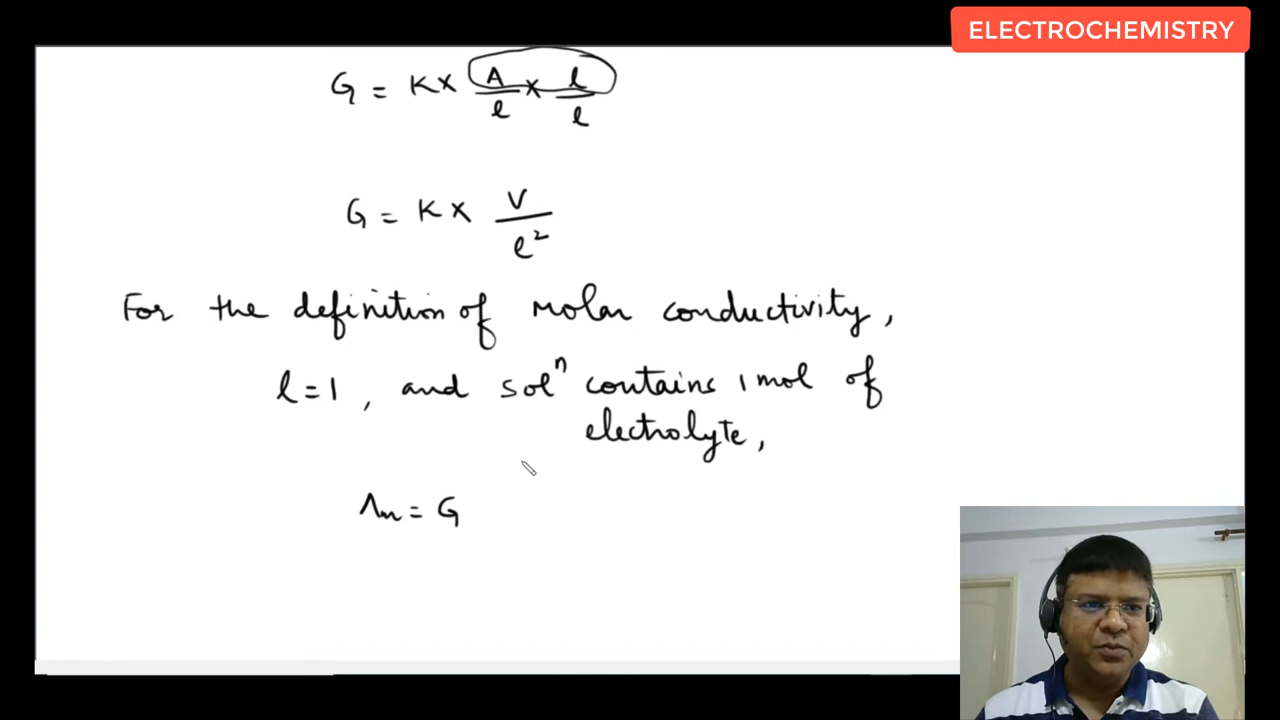 ELECTROCHEMISTRY
G = K × A/l × l/l
G = K × V/l²
For the definition of molar conductivity,
l = 1, and solⁿ contains 1 mol of
electrolyte,
Λm = G